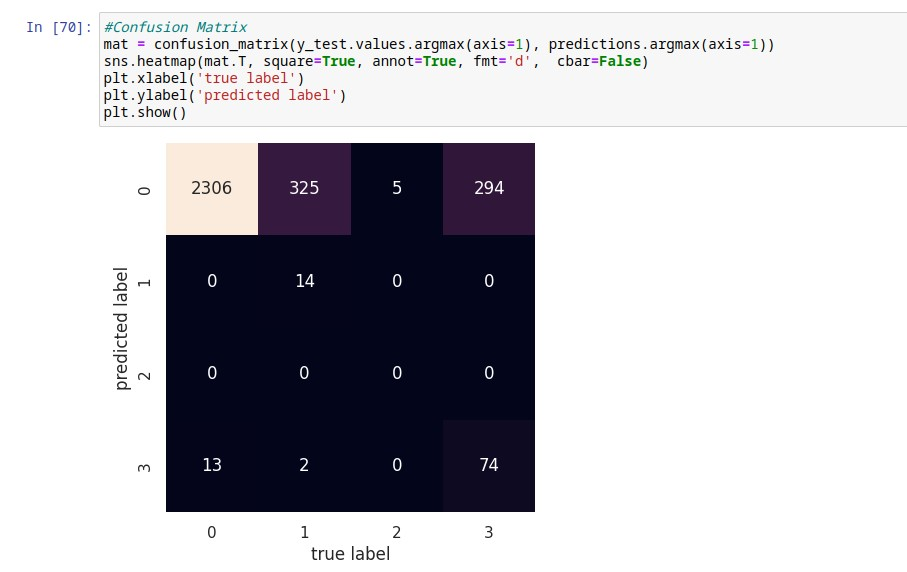 In [70]:
#Confusion Matrix
mat = confusion_matrix(y_test.values.argmax(axis=1), predictions.argmax(axis=1))
sns.heatmap(mat.T, square=True, annot=True, fmt='d',  cbar=False)
plt.xlabel('true label')
plt.ylabel('predicted label')
plt.show()
predicted label
0 2306 325 5 294
1 0 14 0 0
2 0 0 0 0
3 13 2 0 74
0 1 2 3
true label